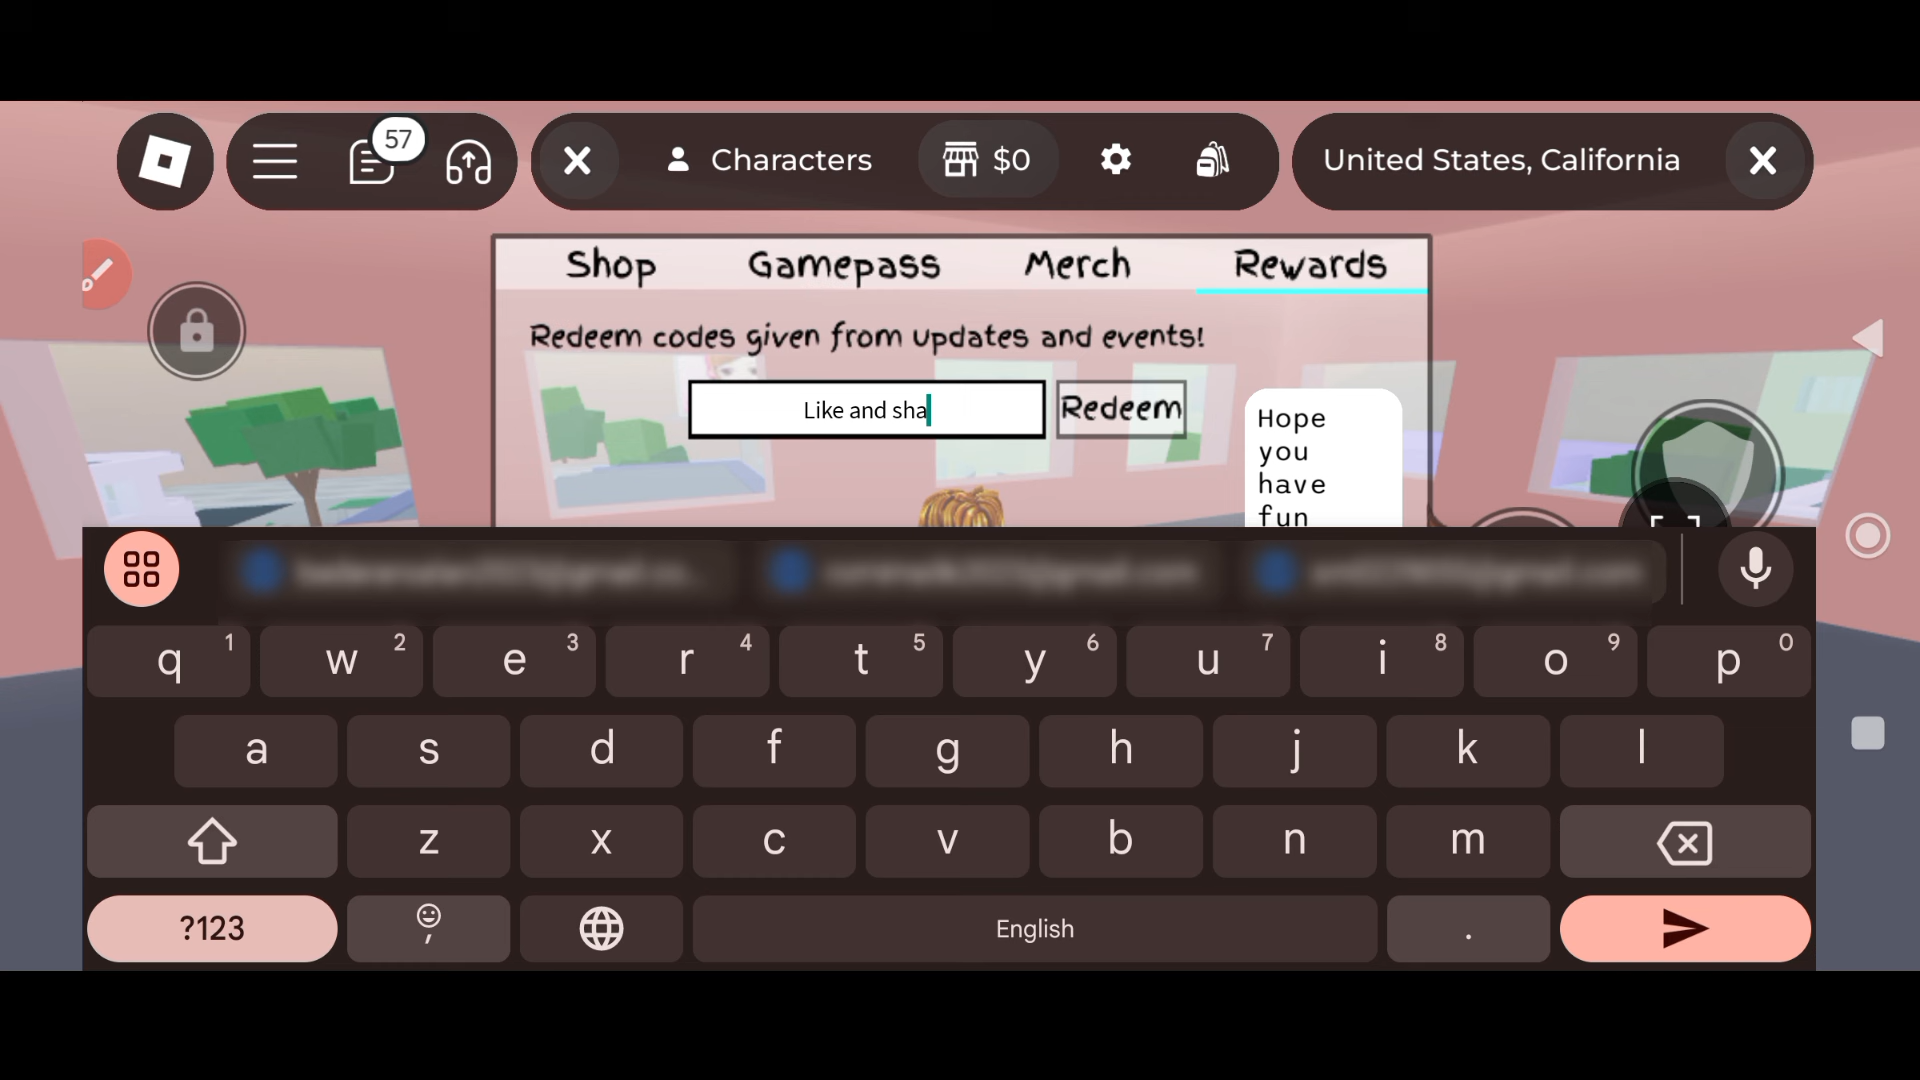 57
Characters
$0
United States, California
Shop Gamepass Merch Rewards
Redeem codes given from updates and events!
Like and sha
Redeem
Hope
you
have
fun
q 1 w 2 e 3 r 4 t 5 y 6 u 7 i 8 o 9 p 0
a s d f g h j k l
z x c v b n m
?123 , English .